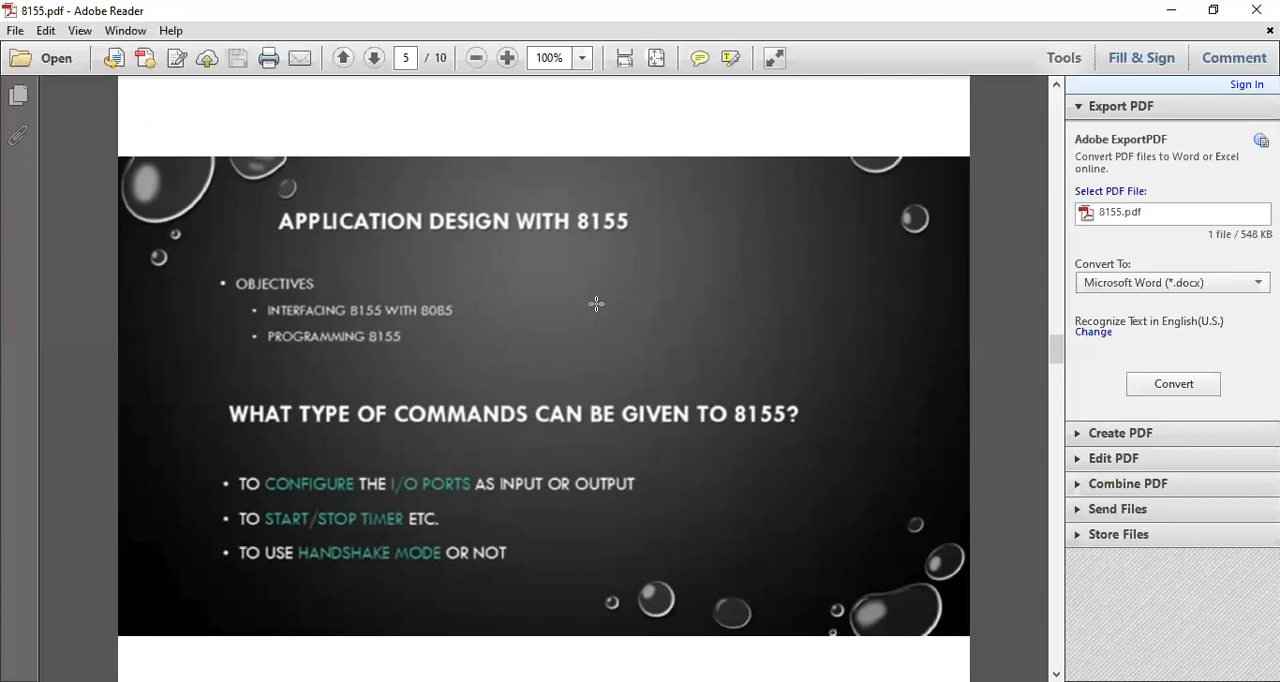 8155.pdf - Adobe Reader
File Edit View Window Help
Open 5 / 10 100% Tools Fill & Sign Comment
Sign In
Export PDF
Adobe ExportPDF
Convert PDF files to Word or Excel
online.
Select PDF File:
8155.pdf
1 file / 548 KB
Convert To:
Microsoft Word (*.docx)
Recognize Text in English(U.S.)
Change
Convert
Create PDF
Edit PDF
Combine PDF
Send Files
Store Files
APPLICATION DESIGN WITH 8155
• OBJECTIVES
• INTERFACING 8155 WITH 8085
• PROGRAMMING 8155
WHAT TYPE OF COMMANDS CAN BE GIVEN TO 8155?
• TO CONFIGURE THE I/O PORTS AS INPUT OR OUTPUT
• TO START/STOP TIMER ETC.
• TO USE HANDSHAKE MODE OR NOT